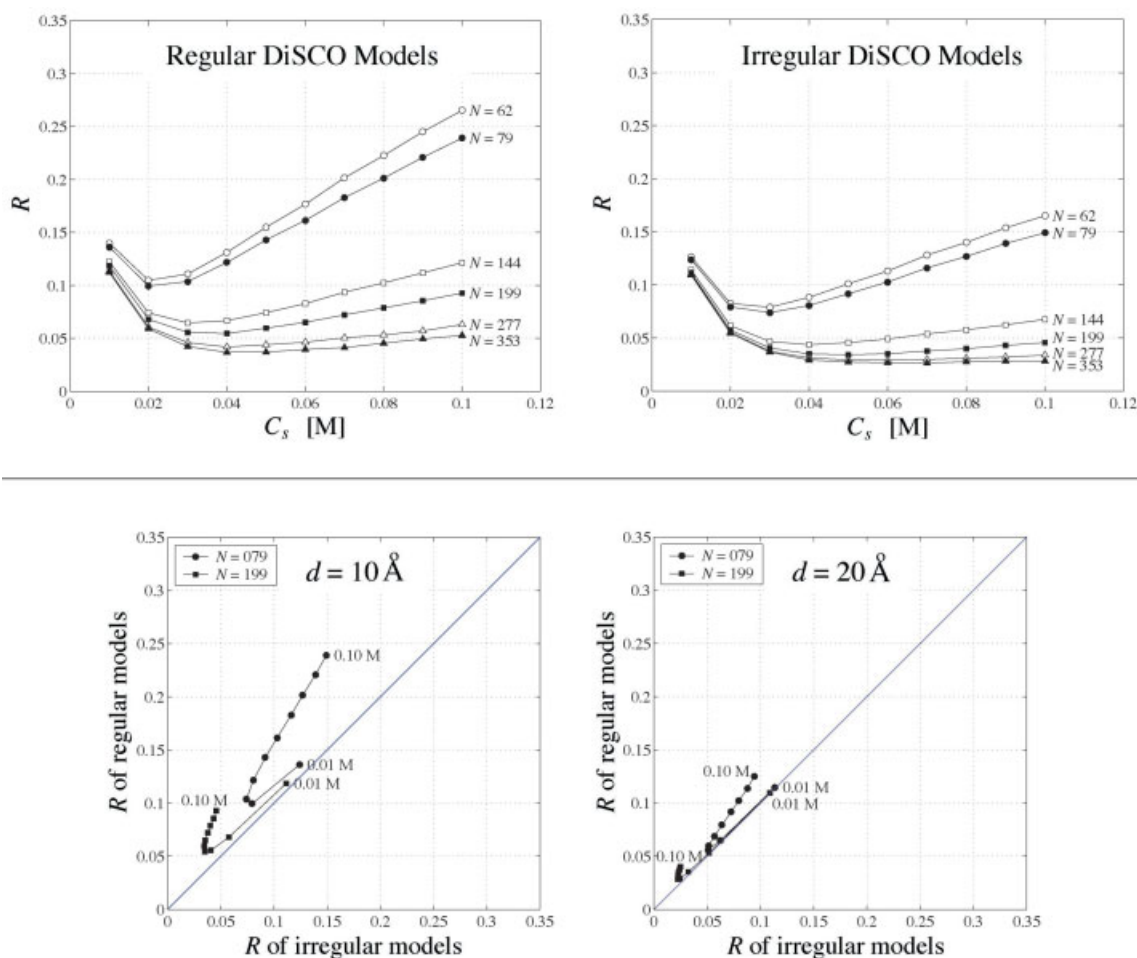 Regular DiSCO Models
R
0.35
0.3
0.25
0.2
0.15
0.1
0.05
0
N = 62
N = 79
N = 144
N = 199
N = 277
N = 353
0 0.02 0.04 0.06 0.08 0.1 0.12
C_s [M]
Irregular DiSCO Models
R
0.35
0.3
0.25
0.2
0.15
0.1
0.05
0
N = 62
N = 79
N = 144
N = 199
N = 277
N = 353
0 0.02 0.04 0.06 0.08 0.1 0.12
C_s [M]
N = 079
N = 199
d = 10 Å
R of regular models
0.35
0.3
0.25
0.2
0.15
0.1
0.05
0
0.10 M
0.01 M
0.01 M
0.10 M
0 0.05 0.1 0.15 0.2 0.25 0.3 0.35
R of irregular models
N = 079
N = 199
d = 20 Å
R of regular models
0.35
0.3
0.25
0.2
0.15
0.1
0.05
0
0.10 M
0.01 M
0.01 M
0.10 M
0 0.05 0.1 0.15 0.2 0.25 0.3 0.35
R of irregular models